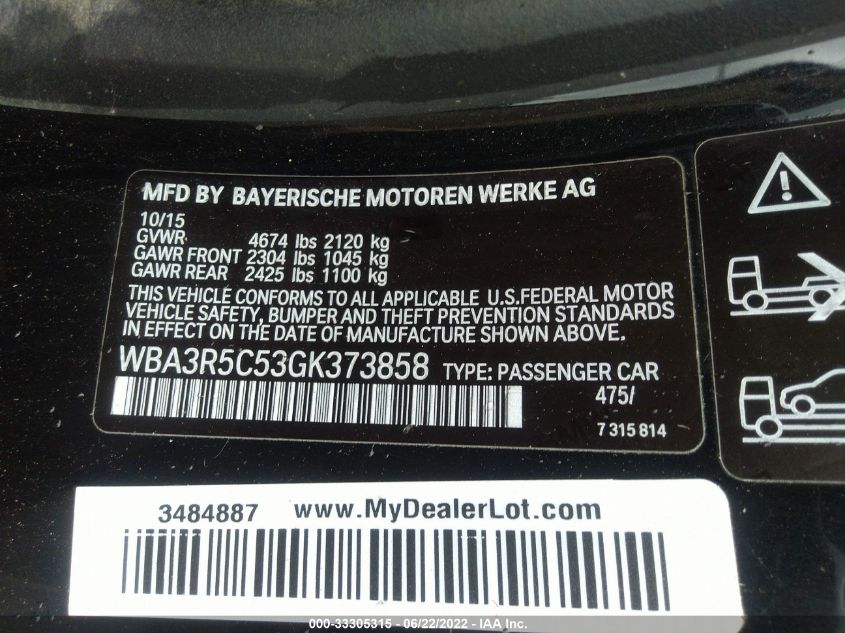 MFD BY BAYERISCHE MOTOREN WERKE AG
10/15
GVWR 4674 lbs 2120 kg
GAWR FRONT 2304 lbs 1045 kg
GAWR REAR 2425 lbs 1100 kg
THIS VEHICLE CONFORMS TO ALL APPLICABLE U.S.FEDERAL MOTOR
VEHICLE SAFETY, BUMPER AND THEFT PREVENTION STANDARDS
IN EFFECT ON THE DATE OF MANUFACTURE SHOWN ABOVE.
WBA3R5C53GK373858 TYPE: PASSENGER CAR
475/
7 315 814
3484887 www.MyDealerLot.com
000-33305315 - 06/22/2022 - IAA Inc.